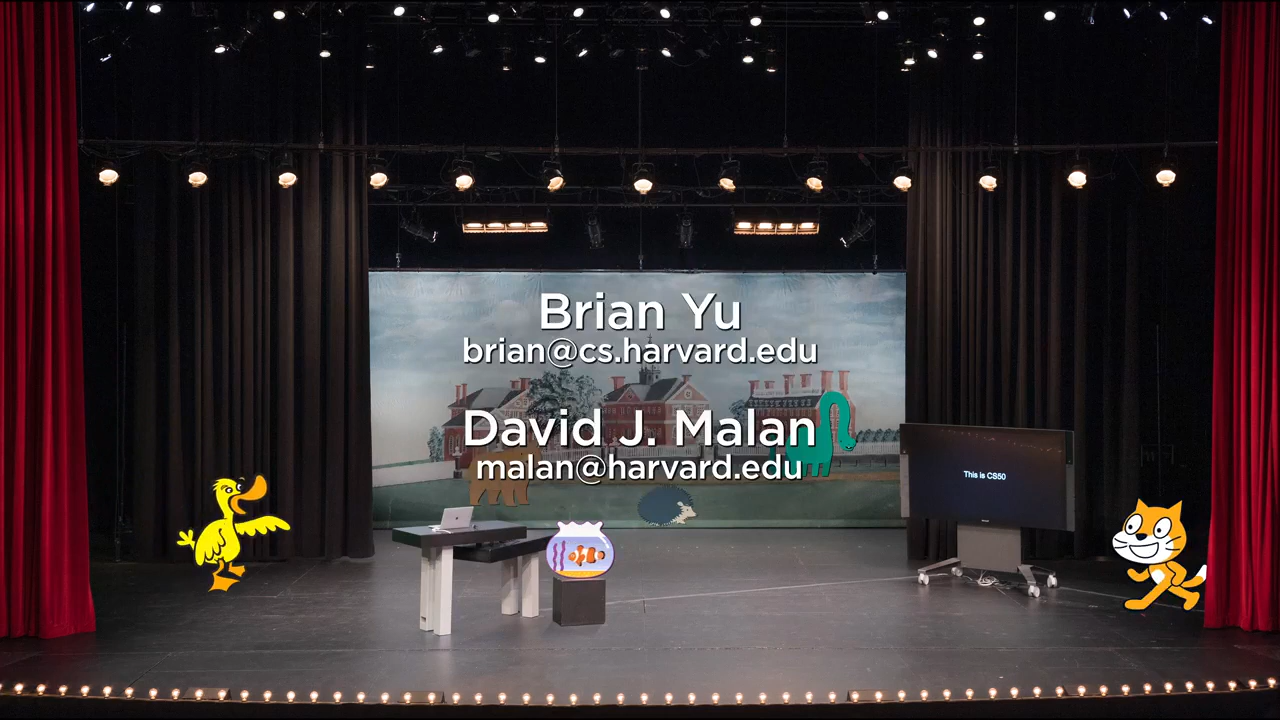 Brian Yu
brian@cs.harvard.edu
David J. Malan
malan@harvard.edu
This is CS50